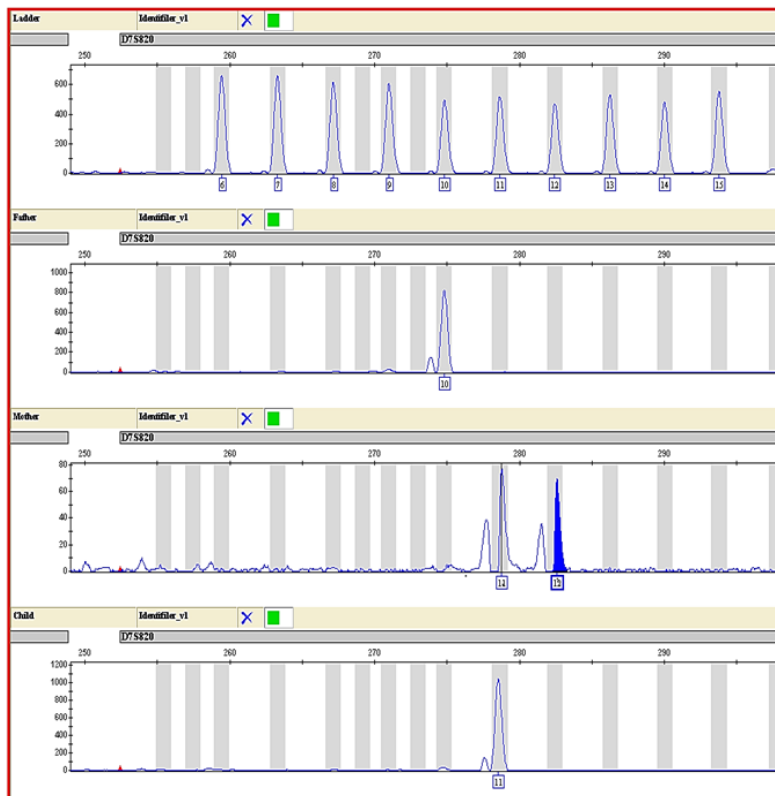 Ladder Identifiler_v1
D7S820
250 260 270 280 290
600
400
200
0
6 7 8 9 10 11 12 13 14 15
Father Identifiler_v1
D7S820
250 260 270 280 290
1000
800
600
400
200
0
10
Mother Identifiler_v1
D7S820
250 260 270 280 290
80
60
40
20
0
11 12
Child Identifiler_v1
D7S820
250 260 270 280 290
1200
1000
800
600
400
200
0
11